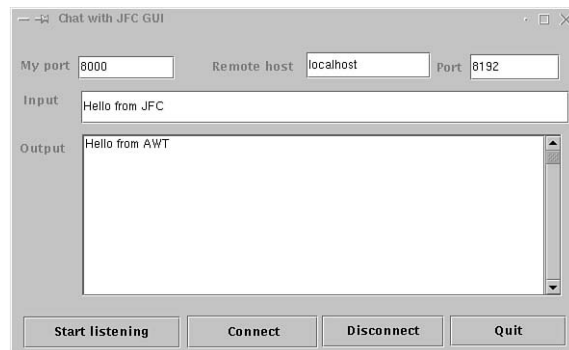 Chat with JFC GUI
My port 8000 Remote host localhost Port 8192
Input Hello from JFC
Output Hello from AWT
Start listening Connect Disconnect Quit